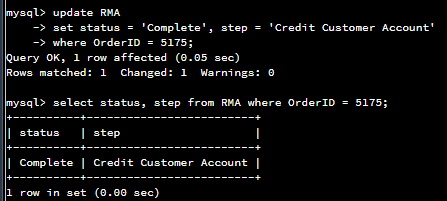 mysql> update RMA
    -> set status = 'Complete', step = 'Credit Customer Account'
    -> where OrderID = 5175;
Query OK, 1 row affected (0.05 sec)
Rows matched: 1  Changed: 1  Warnings: 0
mysql> select status, step from RMA where OrderID = 5175;
+----------+-------------------------+
| status   | step                    |
+----------+-------------------------+
| Complete | Credit Customer Account |
+----------+-------------------------+
1 row in set (0.00 sec)